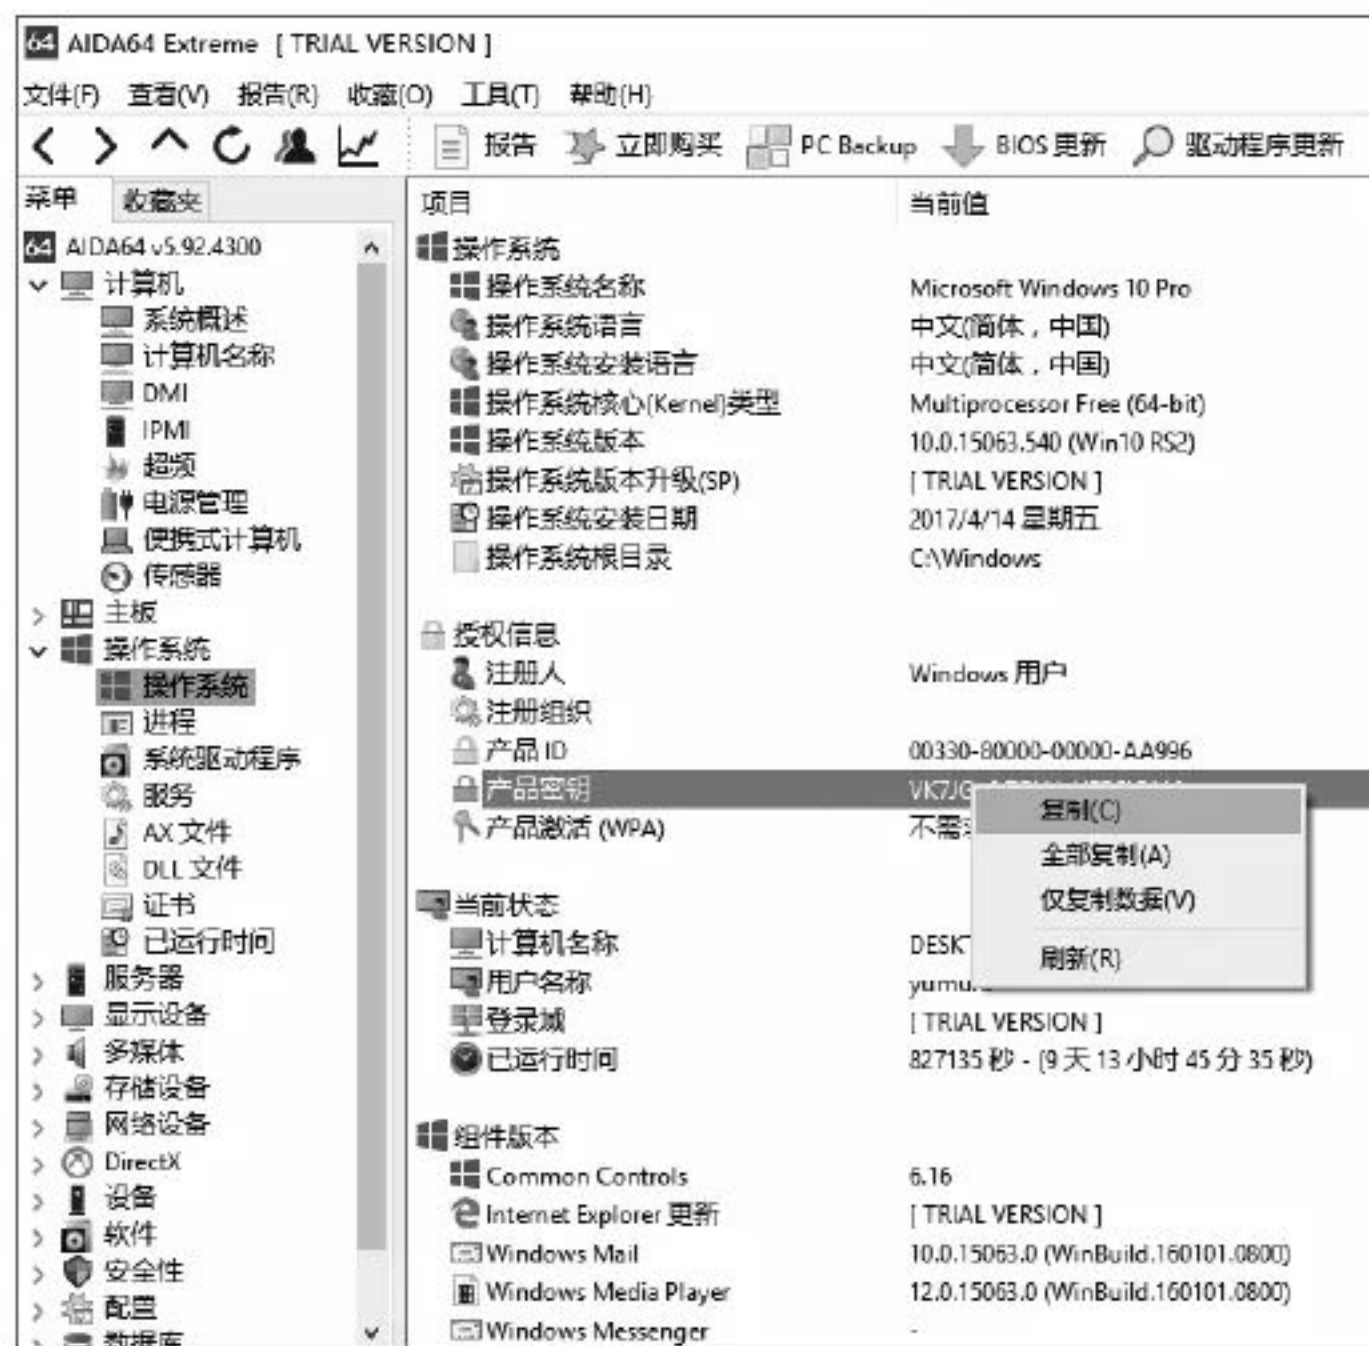 64 AIDA64 Extreme [ TRIAL VERSION ]
文件(F) 查看(V) 报告(R) 收藏(O) 工具(T) 帮助(H)
报告 立即购买 PC Backup BIOS 更新 驱动程序更新
菜单 收藏夹
项目 当前值
64 AIDA64 v5.92.4300
计算机
系统概述
计算机名称
DMI
IPMI
超频
电源管理
便携式计算机
传感器
主板
操作系统
操作系统
进程
系统驱动程序
服务
AX 文件
DLL 文件
证书
已运行时间
服务器
显示设备
多媒体
存储设备
网络设备
DirectX
设备
软件
安全性
配置
数据库
操作系统
操作系统名称 Microsoft Windows 10 Pro
操作系统语言 中文(简体，中国)
操作系统安装语言 中文(简体，中国)
操作系统核心(Kernel)类型 Multiprocessor Free (64-bit)
操作系统版本 10.0.15063.540 (Win10 RS2)
操作系统版本升级(SP) [ TRIAL VERSION ]
操作系统安装日期 2017/4/14 星期五
操作系统根目录 C:\Windows
授权信息
注册人 Windows 用户
注册组织
产品 ID 00330-80000-00000-AA996
产品密钥 VK7JG
产品激活 (WPA) 不需
复制(C)
全部复制(A)
仅复制数据(V)
刷新(R)
当前状态
计算机名称 DESK
用户名称 yumu
登录域 [ TRIAL VERSION ]
已运行时间 827135 秒 - (9 天 13 小时 45 分 35 秒)
组件版本
Common Controls 6.16
Internet Explorer 更新 [ TRIAL VERSION ]
Windows Mail 10.0.15063.0 (WinBuild.160101.0800)
Windows Media Player 12.0.15063.0 (WinBuild.160101.0800)
Windows Messenger -